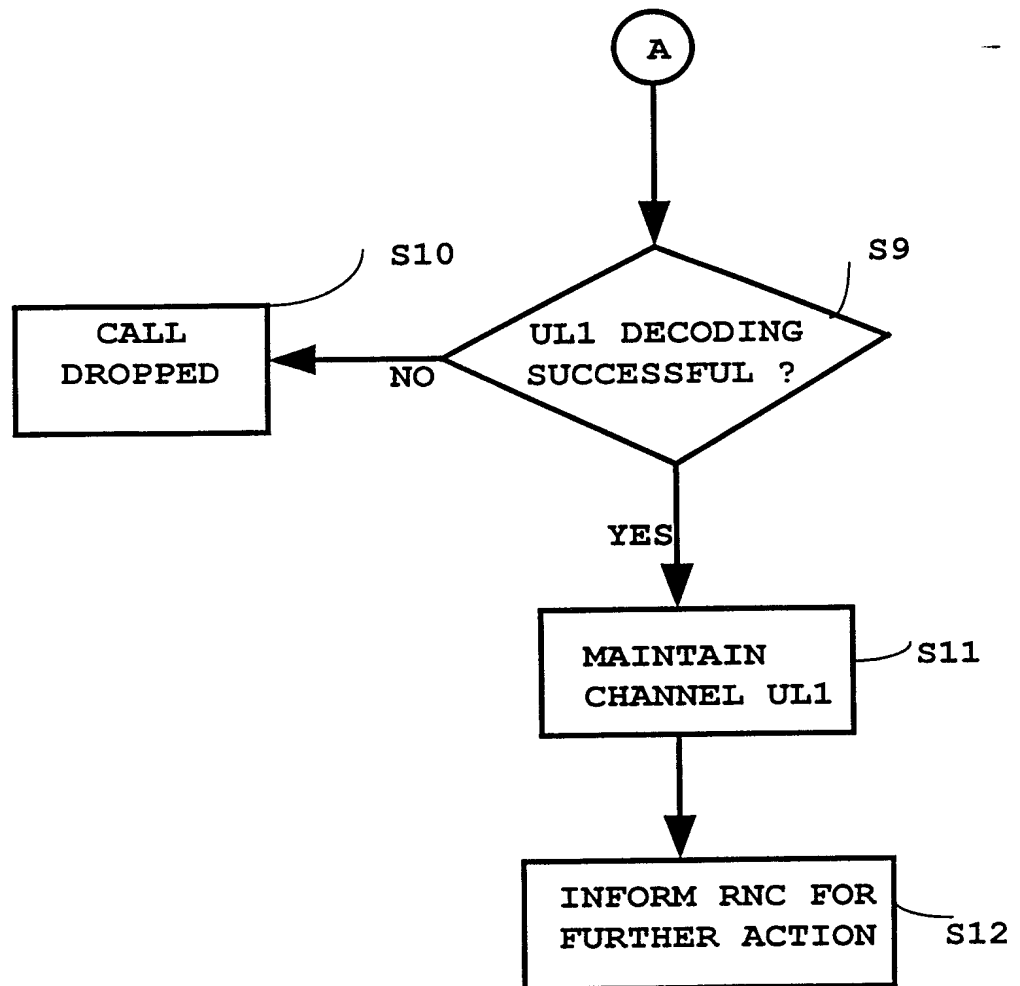 A
S9
UL1 DECODING
SUCCESSFUL ?
S10
CALL
DROPPED
NO
YES
MAINTAIN
CHANNEL UL1
S11
INFORM RNC FOR
FURTHER ACTION
S12